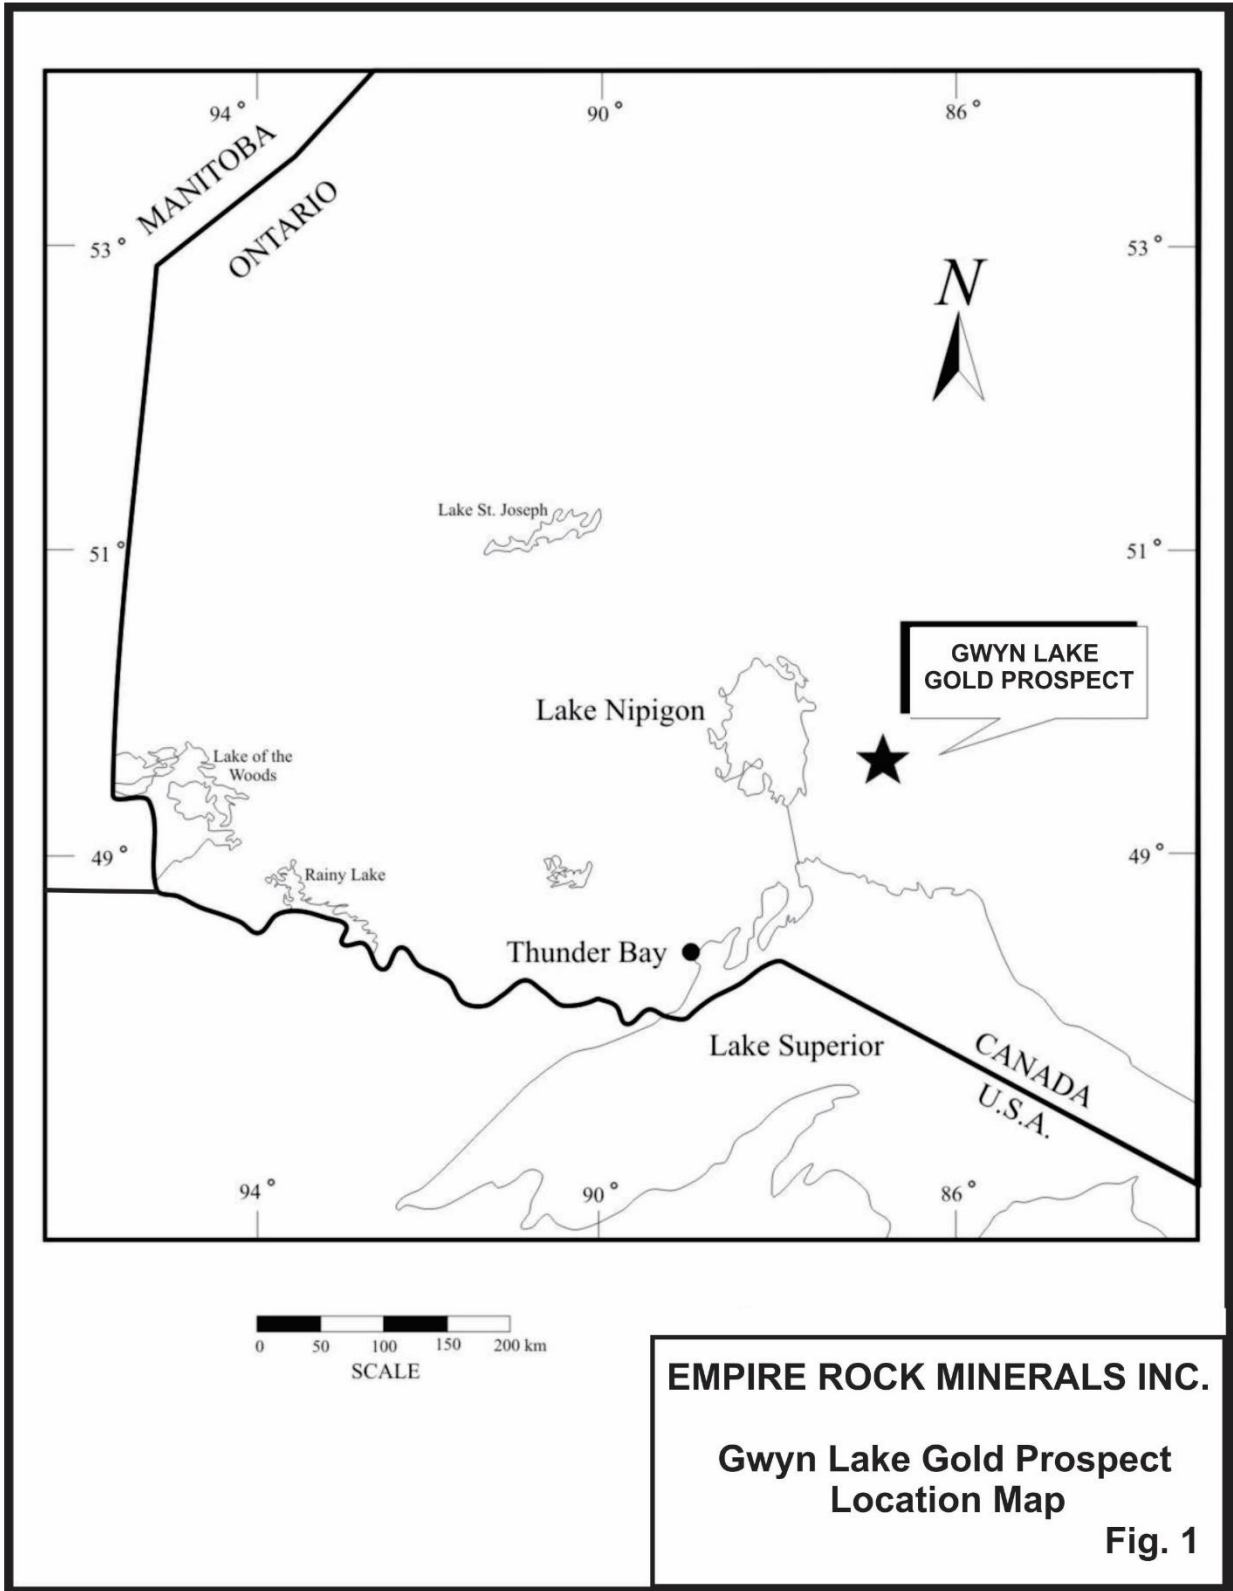 94°
90°
86°
MANITOBA
ONTARIO
53°
53°
N
Lake St. Joseph
51°
51°
GWYN LAKE
GOLD PROSPECT
Lake Nipigon
Lake of the
Woods
49°
49°
Rainy Lake
Thunder Bay
Lake Superior
CANADA
U.S.A.
94°
90°
86°
0 50 100 150 200 km
SCALE
EMPIRE ROCK MINERALS INC.
Gwyn Lake Gold Prospect
Location Map
Fig. 1